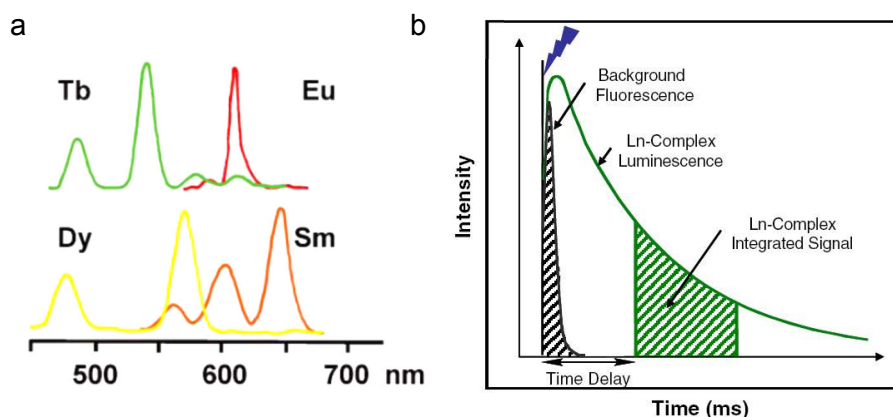 a
Tb
Eu
Dy
Sm
500
600
700
nm
b
Background
Fluorescence
Ln-Complex
Luminescence
Ln-Complex
Integrated Signal
Intensity
Time Delay
Time (ms)